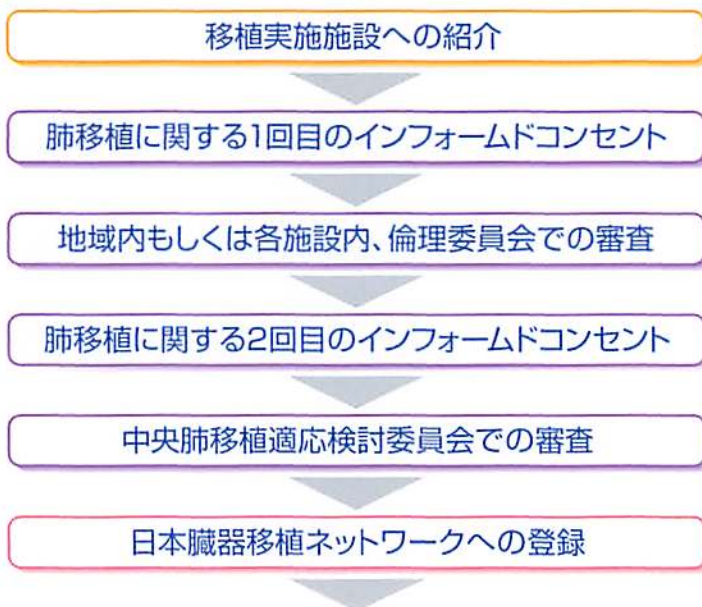 移植実施施設への紹介
肺移植に関する1回目のインフォームドコンセント
地域内もしくは各施設内、倫理委員会での審査
肺移植に関する2回目のインフォームドコンセント
中央肺移植適応検討委員会での審査
日本臓器移植ネットワークへの登録